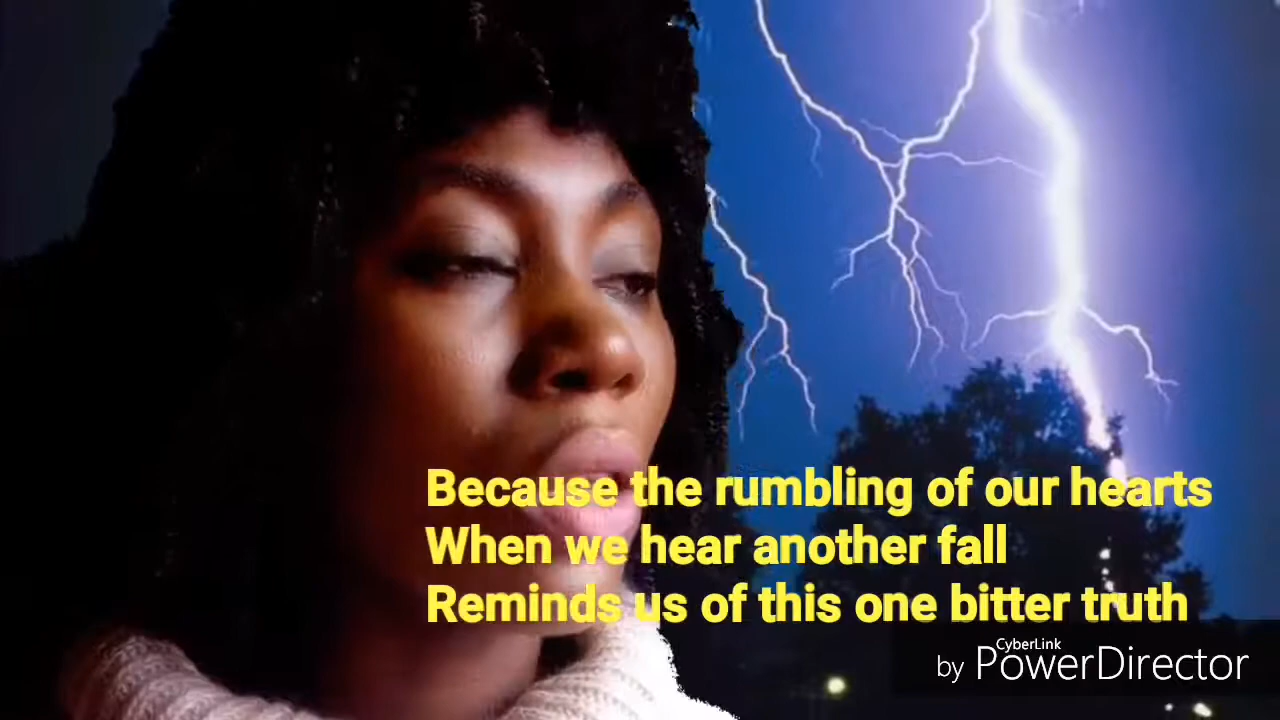 Because the rumbling of our hearts
When we hear another fall
Reminds us of this one bitter truth
CyberLink
by PowerDirector